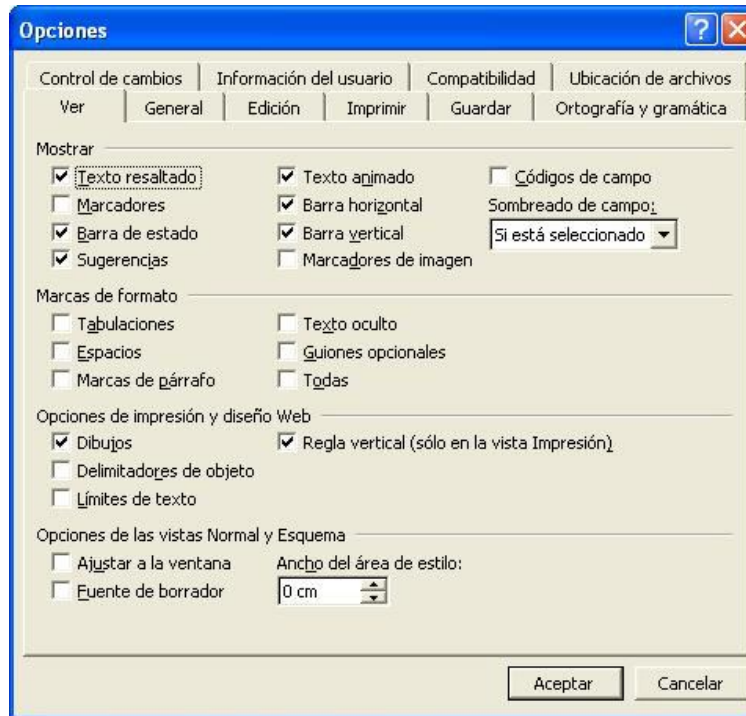 Opciones
Control de cambios Información del usuario Compatibilidad Ubicación de archivos
Ver General Edición Imprimir Guardar Ortografía y gramática
Mostrar
Texto resaltado Texto animado Códigos de campo
Marcadores Barra horizontal Sombreado de campo:
Barra de estado Barra vertical Si está seleccionado
Sugerencias Marcadores de imagen
Marcas de formato
Tabulaciones Texto oculto
Espacios Guiones opcionales
Marcas de párrafo Todas
Opciones de impresión y diseño Web
Dibujos Regla vertical (sólo en la vista Impresión)
Delimitadores de objeto
Límites de texto
Opciones de las vistas Normal y Esquema
Ajustar a la ventana Ancho del área de estilo:
Fuente de borrador 0 cm
Aceptar Cancelar